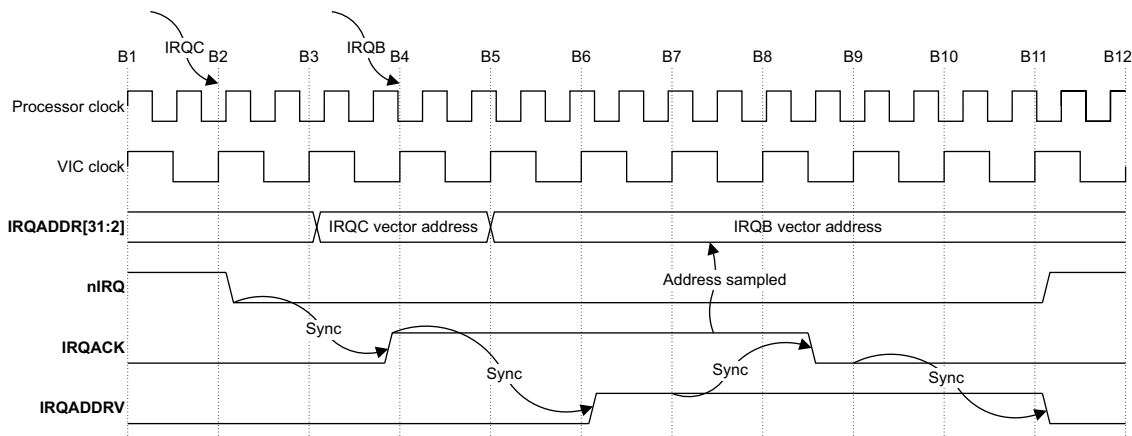 IRQC IRQB
B1 B2 B3 B4 B5 B6 B7 B8 B9 B10 B11 B12
Processor clock
VIC clock
IRQADDR[31:2] IRQC vector address IRQB vector address
nIRQ
Address sampled
Sync
IRQACK
Sync Sync Sync
IRQADDRV